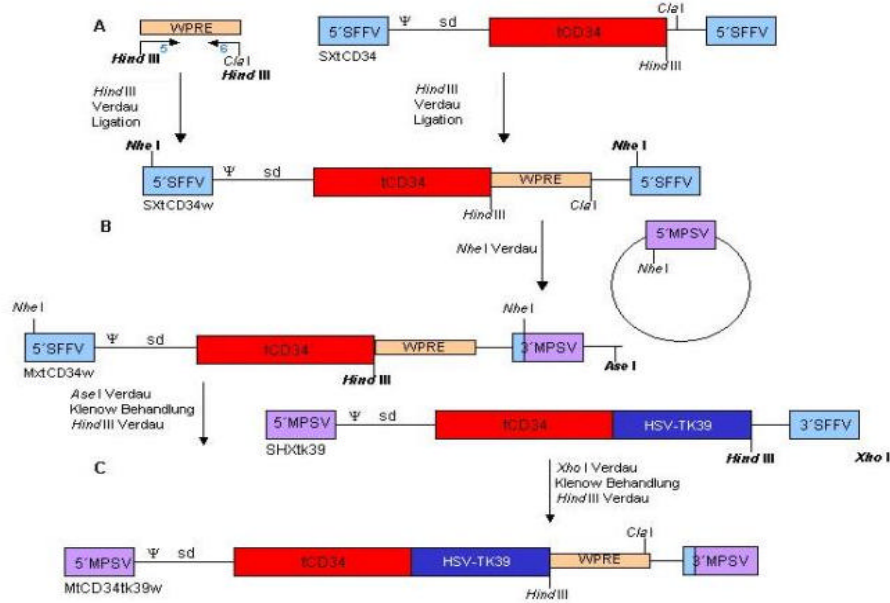 A
WPRE
5
6
Hind III
Cla I
Hind III
5´SFFV
Ψ
sd
tCD34
Cla I
5´SFFV
SXtCD34
Hind III
Hind III
Verdau
Ligation
Hind III
Verdau
Ligation
Nhe I
Nhe I
5´SFFV
Ψ
sd
tCD34
WPRE
5´SFFV
SXtCD34w
Hind III
Cla I
B
Nhe I Verdau
5´MPSV
Nhe I
Nhe I
Nhe I
5´SFFV
Ψ
sd
tCD34
WPRE
3´MPSV
MxtCD34w
Hind III
Ase I
Ase I Verdau
Klenow Behandlung
Hind III Verdau
5´MPSV
Ψ
sd
tCD34
HSV-TK39
3´SFFV
SHXtk39
Hind III
Xho I
C
Xho I Verdau
Klenow Behandlung
Hind III Verdau
Cla I
5´MPSV
Ψ
sd
tCD34
HSV-TK39
WPRE
3´MPSV
MtCD34tk39w
Hind III